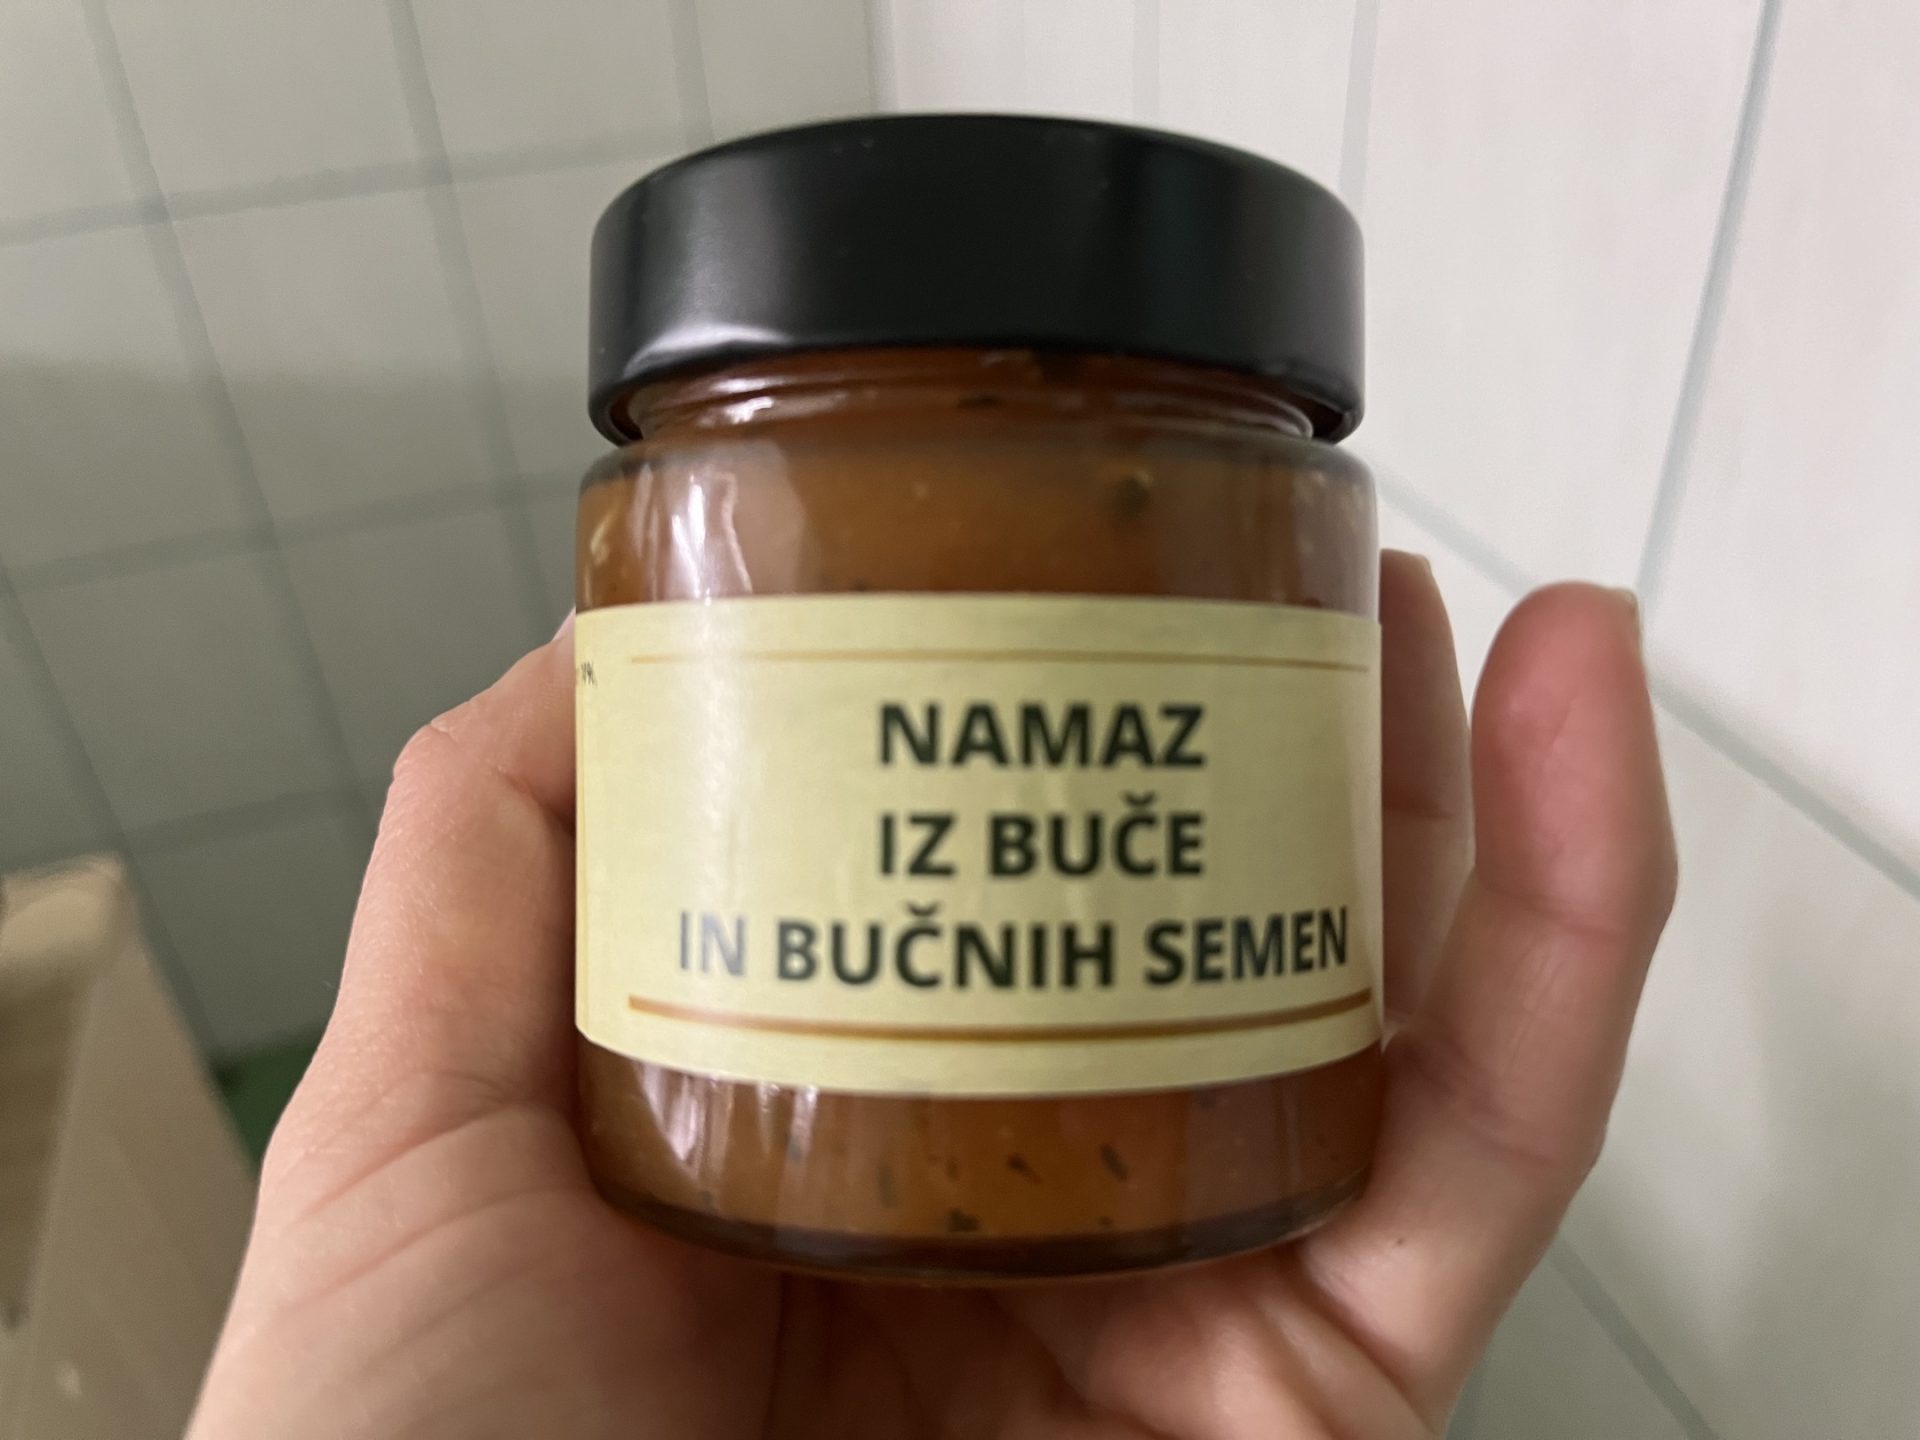 NAMAZ
IZ BUČE
IN BUČNIH SEMEN